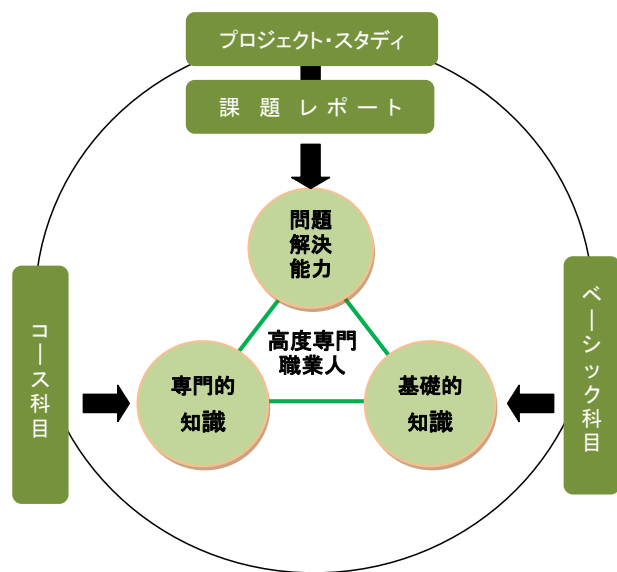 プロジェクト・スタディ
課題レポート
問題
解決
能力
高度専門
職業人
コース科目
専門的
知識
基礎的
知識
ベーシック科目